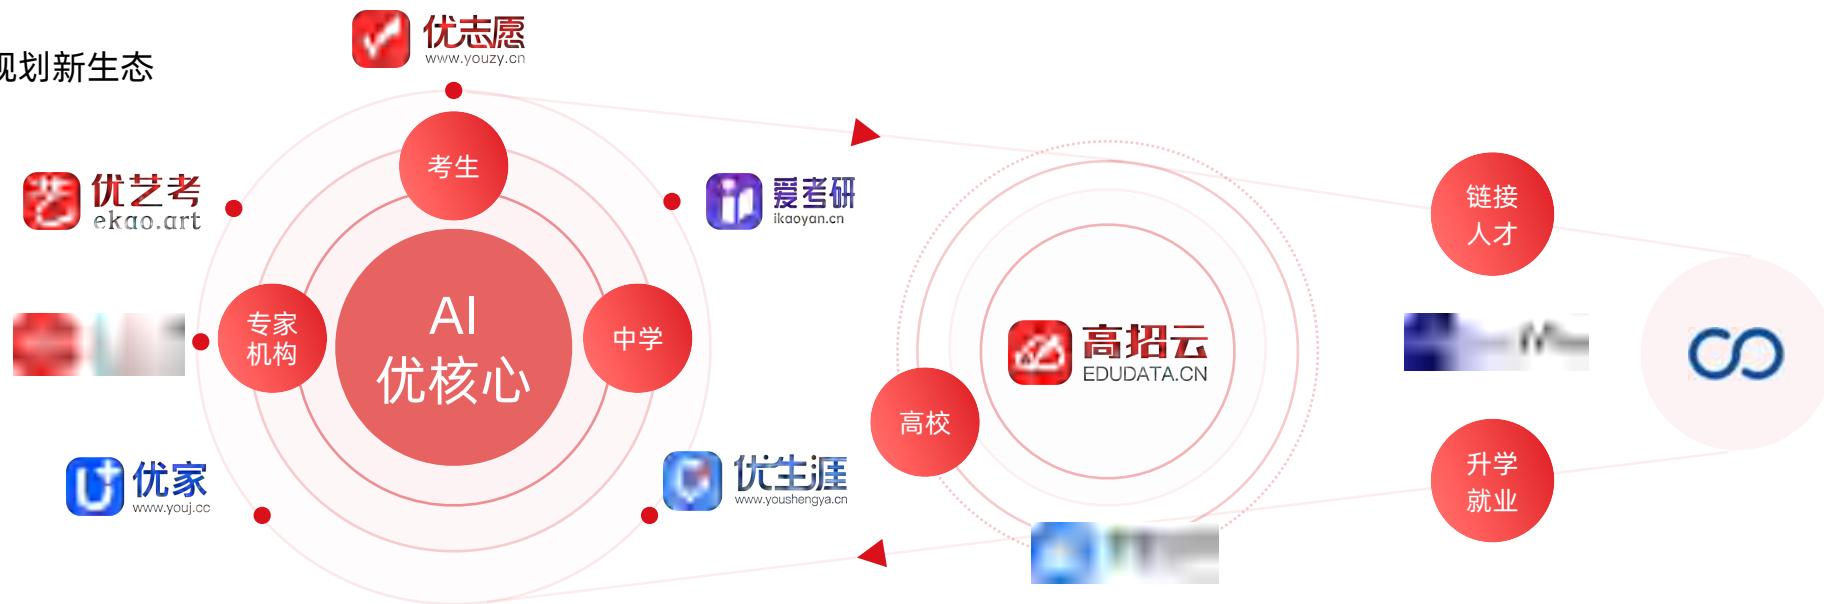 划新生态
优志愿
www.youzy.cn
优艺考
ekao.art
考生
爱考研
ikaoyan.cn
专家
机构
AI
优核心
中学
优家
www.youj.cc
优生涯
www.youshengya.cn
高招云
EDUDATA.CN
高校
链接
人才
升学
就业